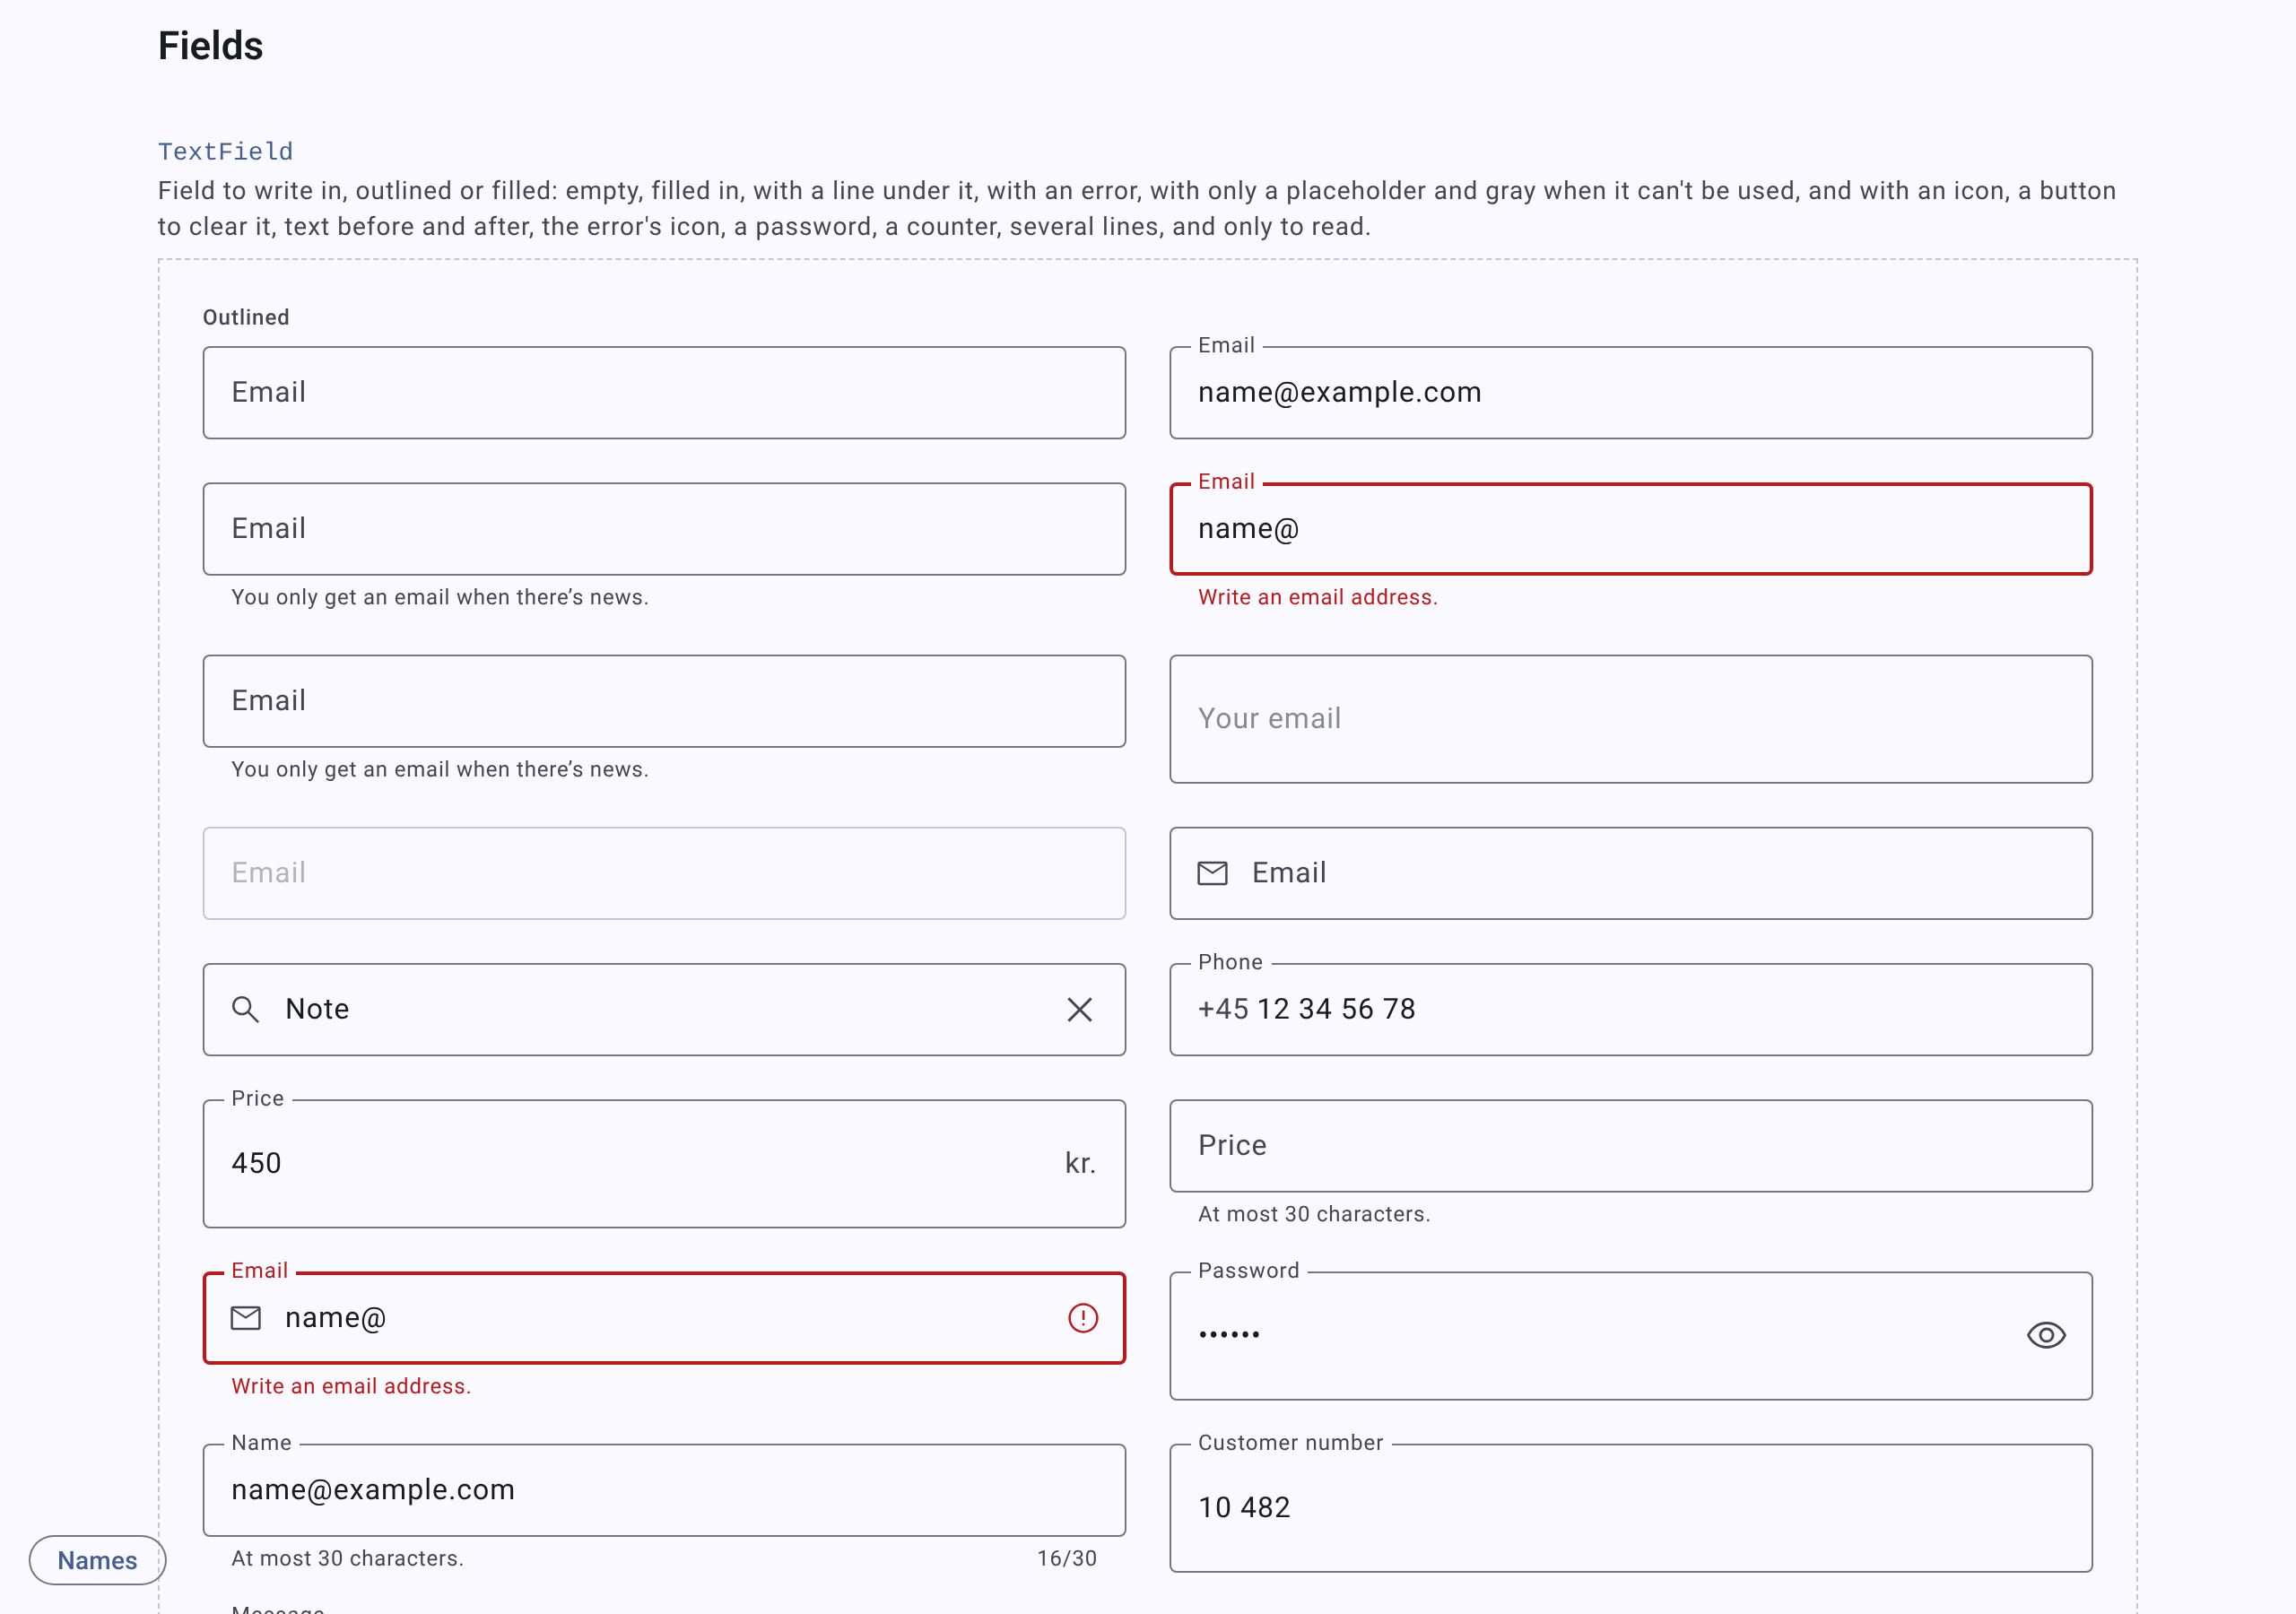 Fields
TextField
Field to write in, outlined or filled: empty, filled in, with a line under it, with an error, with only a placeholder and gray when it can't be used, and with an icon, a button
to clear it, text before and after, the error's icon, a password, a counter, several lines, and only to read.
Outlined
Email
Email
name@example.com
Email
You only get an email when there’s news.
Email
name@
Write an email address.
Email
You only get an email when there’s news.
Your email
Email
Email
Note
Phone
+45 12 34 56 78
Price
450 kr.
Price
At most 30 characters.
Email
name@
Write an email address.
Password
••••••
Name
name@example.com
At most 30 characters. 16/30
Customer number
10 482
Names
Message